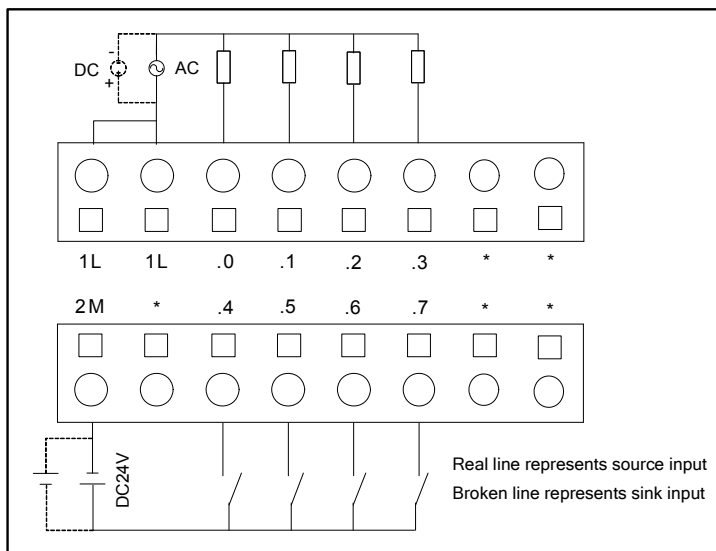 -
DC
+
AC
1L 1L .0 .1 .2 .3 * *
2M * .4 .5 .6 .7 * *
DC24V
Real line represents source input
Broken line represents sink input